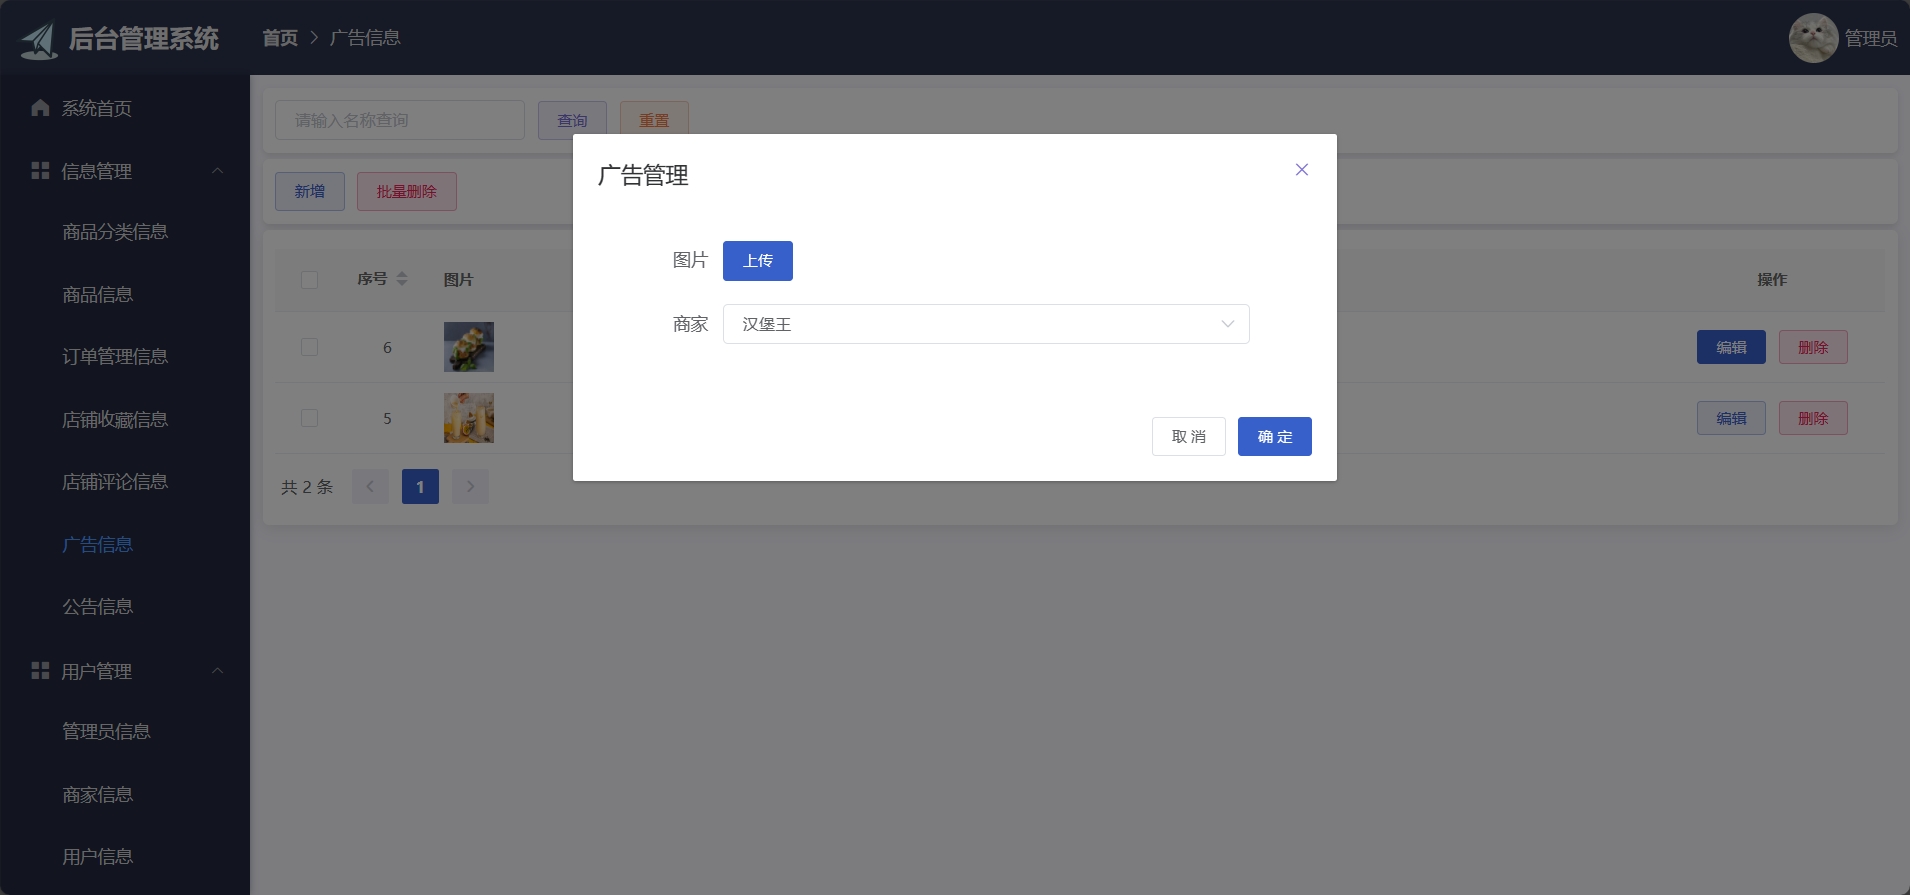 后台管理系统
首页 > 广告信息
管理员
系统首页
信息管理
商品分类信息
商品信息
订单管理信息
店铺收藏信息
店铺评论信息
广告信息
公告信息
用户管理
管理员信息
商家信息
用户信息
请输入名称查询 查询 重置
新增 批量删除
序号 图片 操作
6 编辑 删除
5 编辑 删除
共 2 条 1
广告管理
图片 上传
商家 汉堡王
取 消 确 定